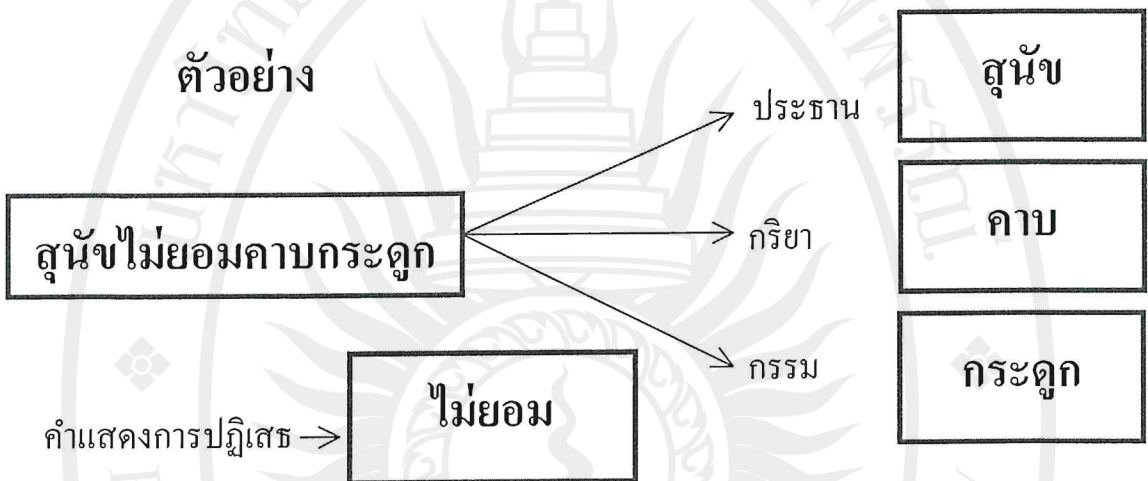 ตัวอย่าง
สุนัขไม่ยอมคาบกระดูก
ประธาน
สุนัข
กริยา
คาบ
กรรม
กระดูก
คำแสดงการปฏิเสธ
ไม่ยอม